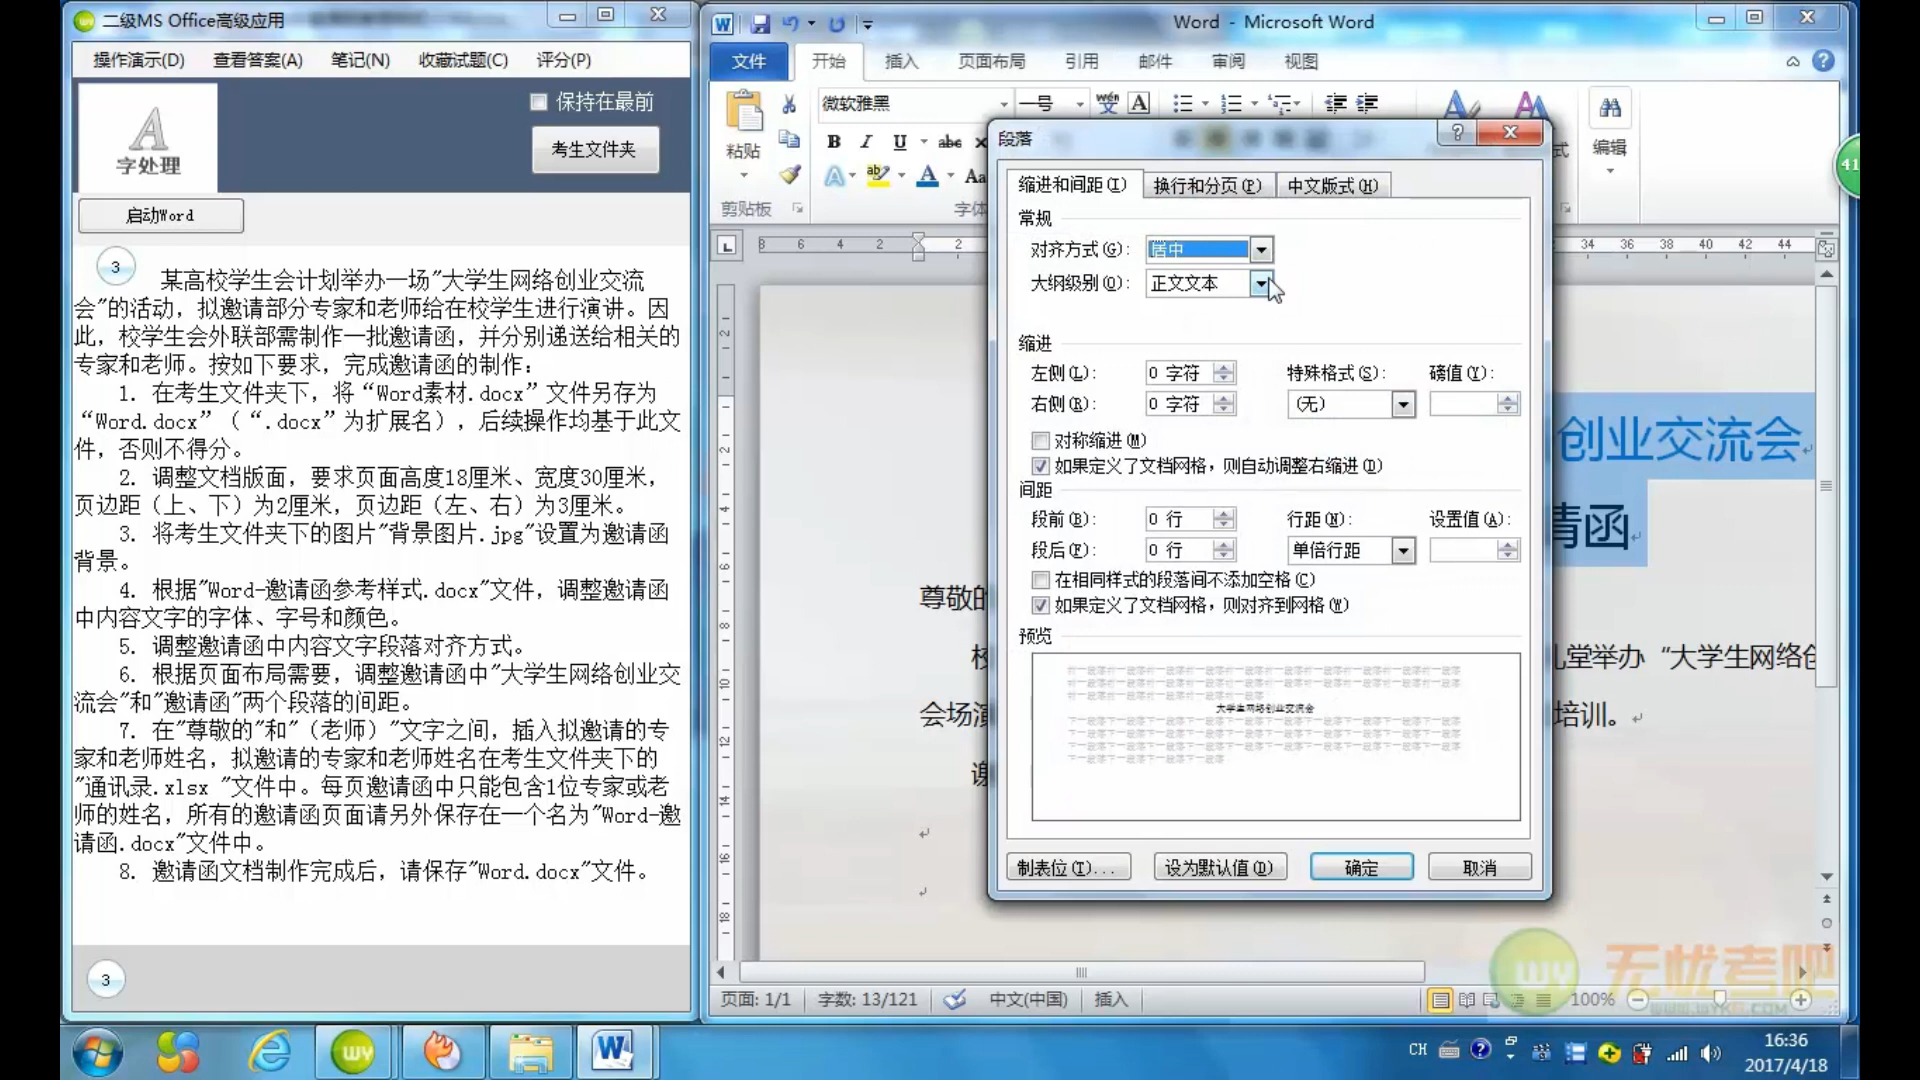 二级MS Office高级应用
操作演示(D) 查看答案(A) 笔记(N) 收藏试题(C) 评分(P)
保持在最前
字处理
考生文件夹
启动Word
3
某高校学生会计划举办一场"大学生网络创业交流
会"的活动，拟邀请部分专家和老师给在校学生进行演讲。因
此，校学生会外联部需制作一批邀请函，并分别递送给相关的
专家和老师。按如下要求，完成邀请函的制作：
1. 在考生文件夹下，将“Word素材.docx”文件另存为
“Word.docx”（“.docx”为扩展名），后续操作均基于此文
件，否则不得分。
2. 调整文档版面，要求页面高度18厘米、宽度30厘米，
页边距（上、下）为2厘米，页边距（左、右）为3厘米。
3. 将考生文件夹下的图片"背景图片.jpg"设置为邀请函
背景。
4. 根据"Word-邀请函参考样式.docx"文件，调整邀请函
中内容文字的字体、字号和颜色。
5. 调整邀请函中内容文字段落对齐方式。
6. 根据页面布局需要，调整邀请函中"大学生网络创业交
流会"和"邀请函"两个段落的间距。
7. 在"尊敬的"和"（老师）"文字之间，插入拟邀请的专
家和老师姓名，拟邀请的专家和老师姓名在考生文件夹下的
"通讯录.xlsx "文件中。每页邀请函中只能包含1位专家或老
师的姓名，所有的邀请函页面请另外保存在一个名为"Word-邀
请函.docx"文件中。
8. 邀请函文档制作完成后，请保存"Word.docx"文件。
3
Word - Microsoft Word
文件 开始 插入 页面布局 引用 邮件 审阅 视图
粘贴 微软雅黑 一号 编辑
剪贴板 字体
8 6 4 2 2 34 36 38 40 42 44
段落
缩进和间距(I) 换行和分页(P) 中文版式(H)
常规
对齐方式(G): 居中
大纲级别(O): 正文文本
缩进
左侧(L): 0 字符 特殊格式(S): 磅值(Y):
右侧(R): 0 字符 (无)
对称缩进(M)
如果定义了文档网格，则自动调整右缩进(D)
间距
段前(B): 0 行 行距(N): 设置值(A):
段后(F): 0 行 单倍行距
在相同样式的段落间不添加空格(C)
如果定义了文档网格，则对齐到网格(W)
预览
大学生网络创业交流会
制表位(T)... 设为默认值(D) 确定 取消
创业交流会
请函
尊敬的
礼堂举办“大学生网络创
会场演 培训。
谢
41
页面: 1/1 字数: 13/121 中文(中国) 插入 100%
无忧考吧
WWW.WYK8.COM
CH
16:36
2017/4/18